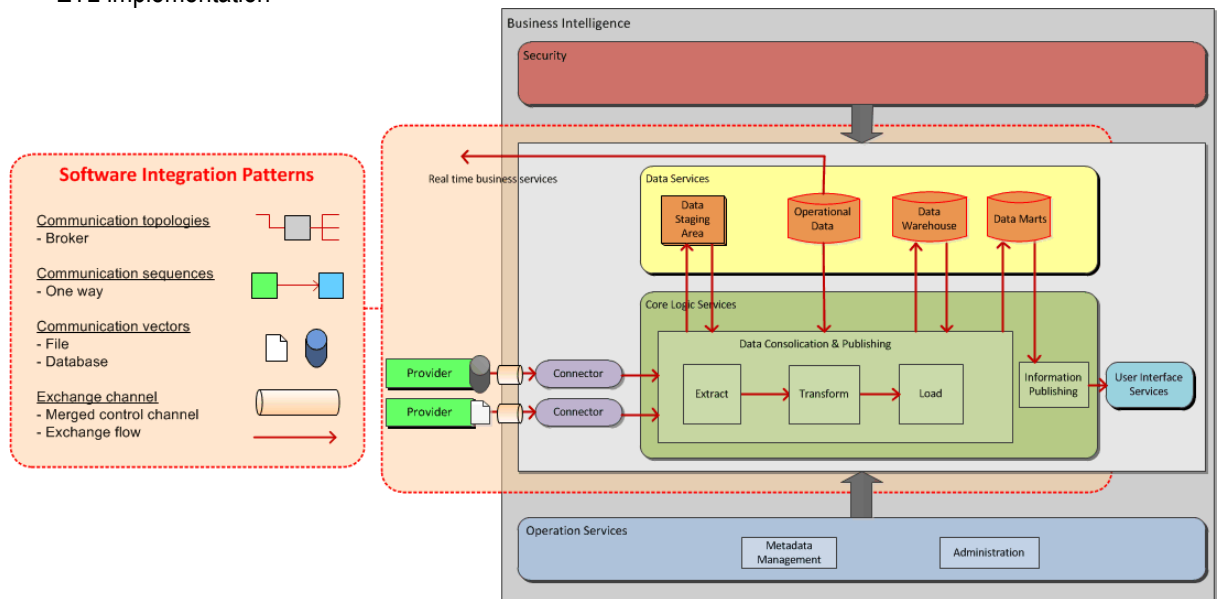 Business Intelligence
Security
Software Integration Patterns
Communication topologies
- Broker
Communication sequences
- One way
Communication vectors
- File
- Database
Exchange channel
- Merged control channel
- Exchange flow
Real time business services
Data Services
Data
Staging
Area
Operational
Data
Data
Warehouse
Data Marts
Core Logic Services
Data Consolication & Publishing
Provider
Connector
Provider
Connector
Extract
Transform
Load
Information
Publishing
User Interface
Services
Operation Services
Metadata
Management
Administration